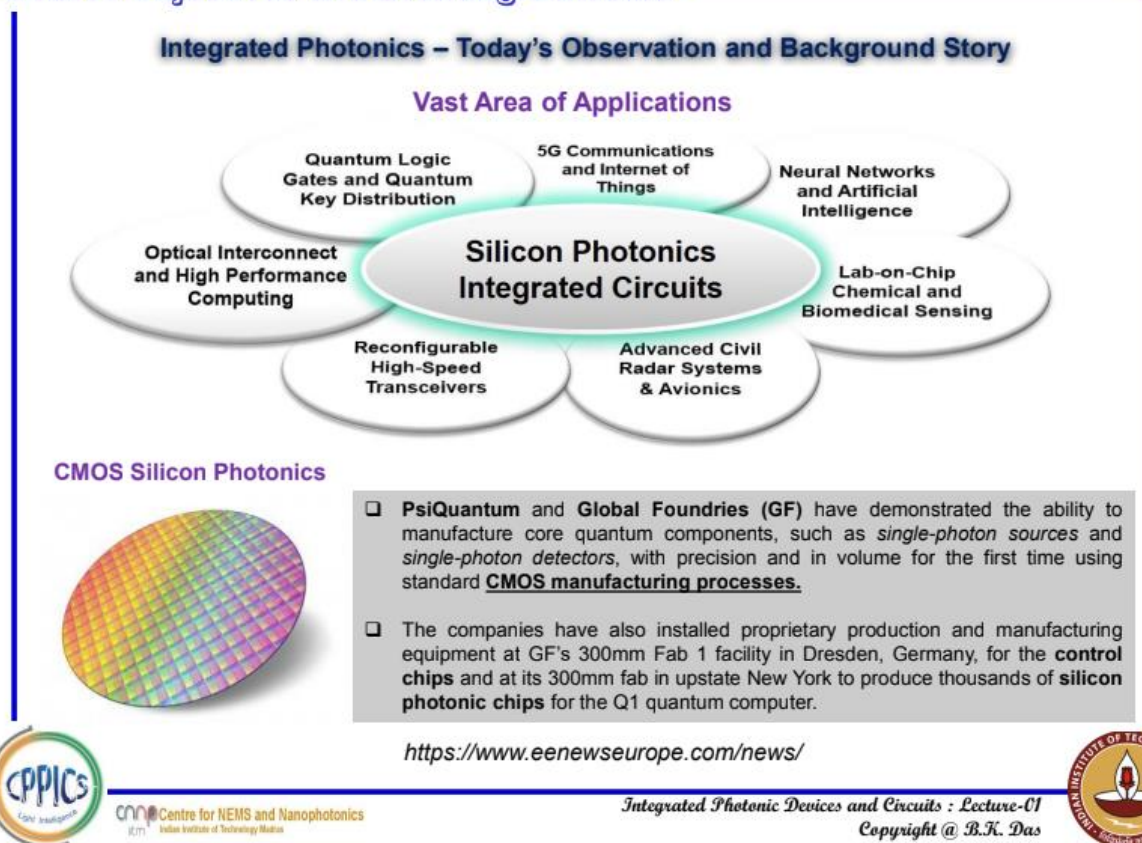 Integrated Photonics – Today's Observation and Background Story
Vast Area of Applications
Quantum Logic
Gates and Quantum
Key Distribution
5G Communications
and Internet of
Things
Neural Networks
and Artificial
Intelligence
Optical Interconnect
and High Performance
Computing
Silicon Photonics
Integrated Circuits
Lab-on-Chip
Chemical and
Biomedical Sensing
Reconfigurable
High-Speed
Transceivers
Advanced Civil
Radar Systems
& Avionics
CMOS Silicon Photonics
PsiQuantum and Global Foundries (GF) have demonstrated the ability to
manufacture core quantum components, such as single-photon sources and
single-photon detectors, with precision and in volume for the first time using
standard CMOS manufacturing processes.
The companies have also installed proprietary production and manufacturing
equipment at GF's 300mm Fab 1 facility in Dresden, Germany, for the control
chips and at its 300mm fab in upstate New York to produce thousands of silicon
photonic chips for the Q1 quantum computer.
https://www.eenewseurope.com/news/
CPPICS
Light Intelligence
Centre for NEMS and Nanophotonics
Indian Institute of Technology Madras
Integrated Photonic Devices and Circuits : Lecture-01
Copyright @ B.K. Das
INDIAN INSTITUTE OF TEC